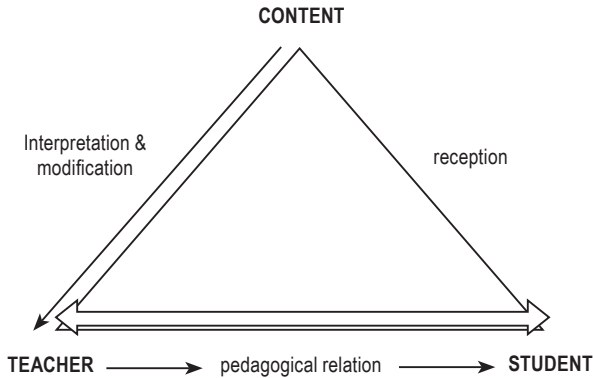 CONTENT
Interpretation &
modification
reception
TEACHER pedagogical relation STUDENT